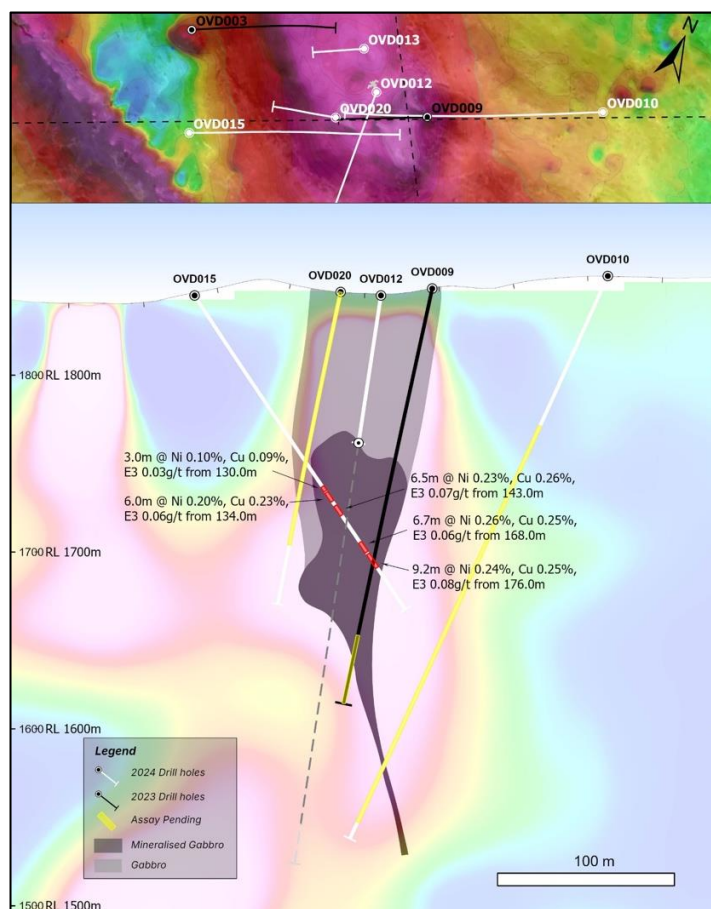 OVD003
N
OVD013
OVD012
OVD020
OVD009
OVD010
OVD015
OVD010
OVD015
OVD020
OVD012
OVD009
1800 RL 1800m
3.0m @ Ni 0.10%, Cu 0.09%,
E3 0.03g/t from 130.0m
6.0m @ Ni 0.20%, Cu 0.23%,
E3 0.06g/t from 134.0m
6.5m @ Ni 0.23%, Cu 0.26%,
E3 0.07g/t from 143.0m
6.7m @ Ni 0.26%, Cu 0.25%,
E3 0.06g/t from 168.0m
9.2m @ Ni 0.24%, Cu 0.25%,
E3 0.08g/t from 176.0m
1700 RL 1700m
1600 RL 1600m
Legend
2024 Drill holes
2023 Drill holes
Assay Pending
Mineralised Gabbro
Gabbro
100 m
1500 RL 1500m